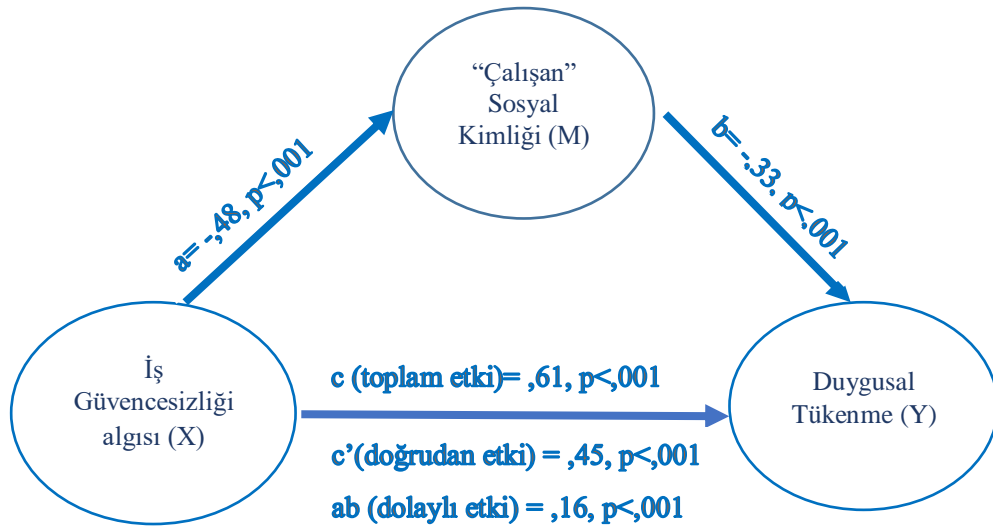 “Çalışan”
Sosyal
Kimliği (M)
a= -,48, p<,001
b= -,33, p<,001
İş
Güvencesizliği
algısı (X)
c (toplam etki)= ,61, p<,001
c’(doğrudan etki) = ,45, p<,001
ab (dolaylı etki) = ,16, p<,001
Duygusal
Tükenme (Y)